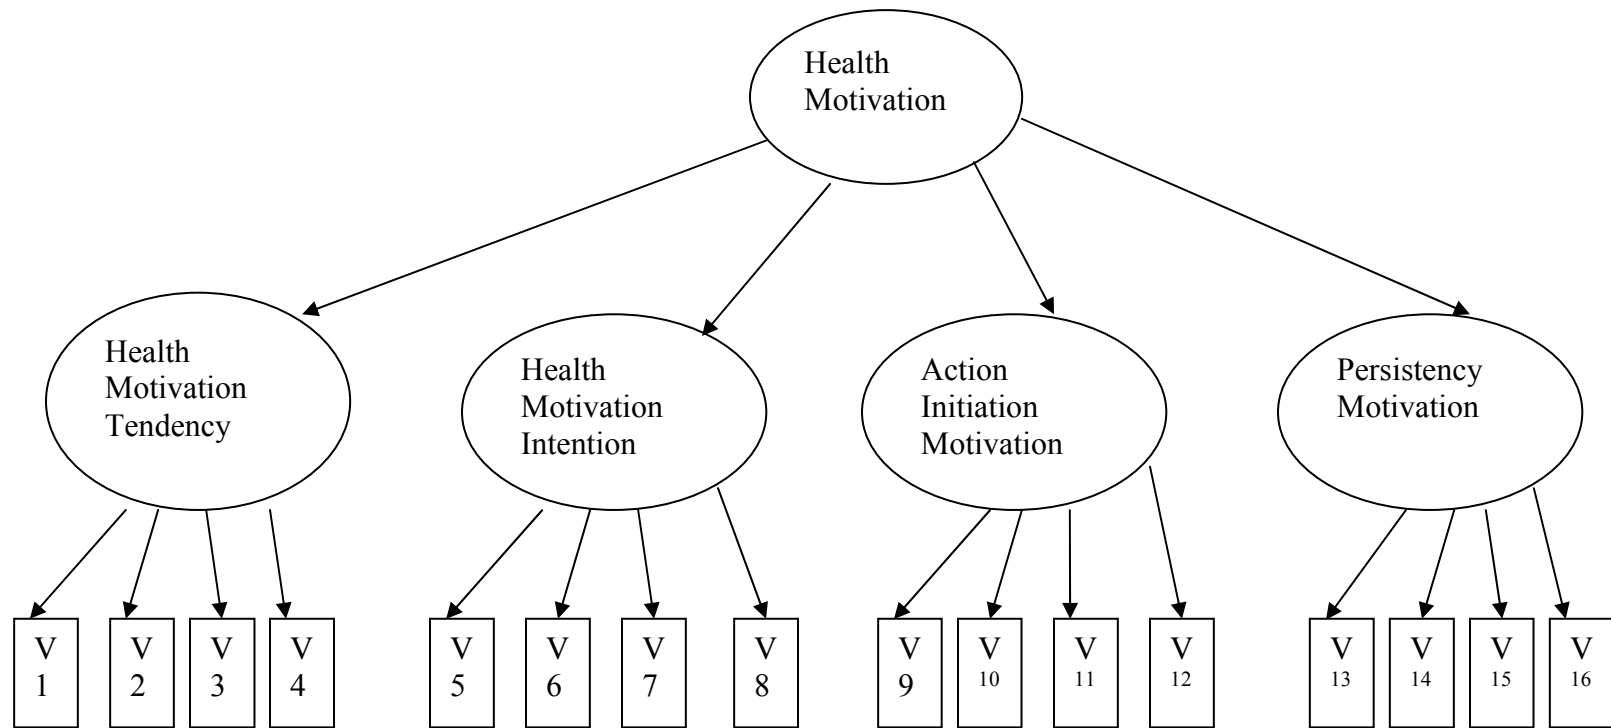 Health
Motivation
Health
Motivation
Tendency
Health
Motivation
Intention
Action
Initiation
Motivation
Persistency
Motivation
V
1
V
2
V
3
V
4
V
5
V
6
V
7
V
8
V
9
V
10
V
11
V
12
V
13
V
14
V
15
V
16